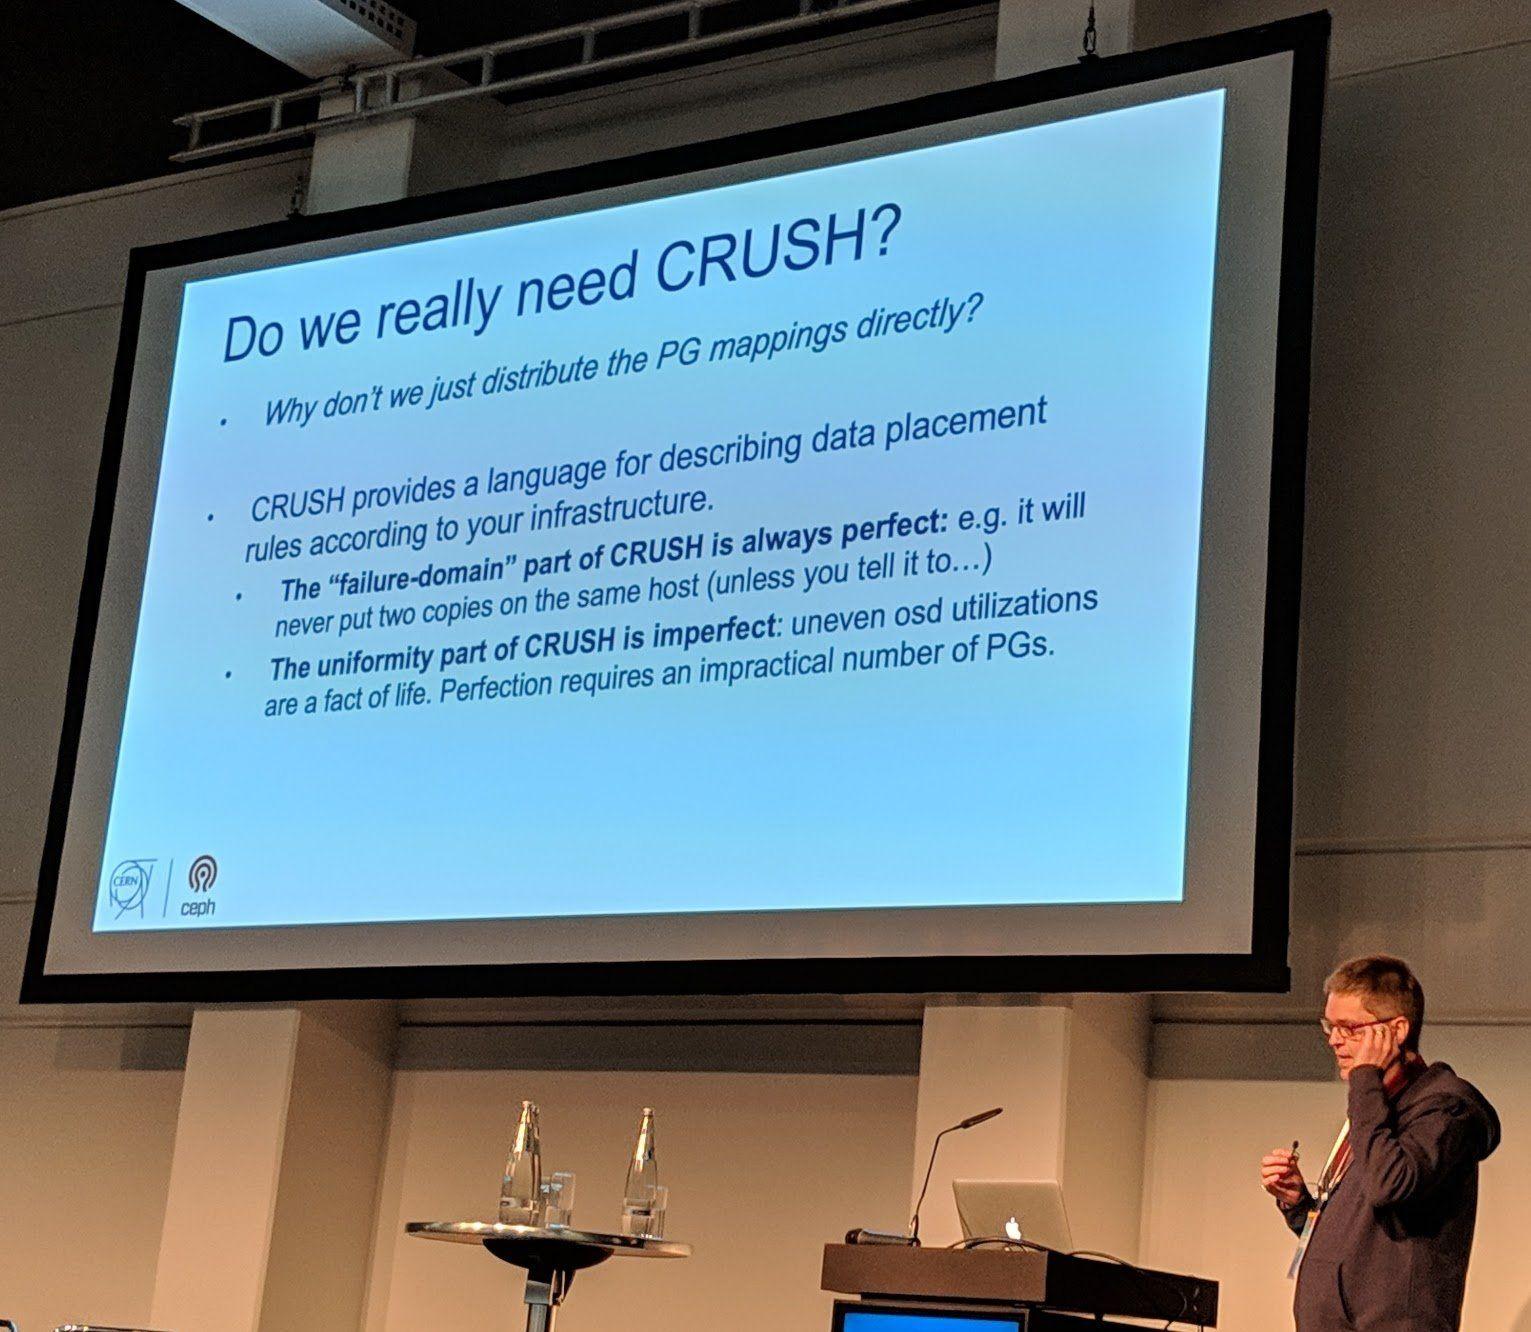 Do we really need CRUSH?
• Why don't we just distribute the PG mappings directly?
• CRUSH provides a language for describing data placement
rules according to your infrastructure.
• The “failure-domain” part of CRUSH is always perfect: e.g. it will
never put two copies on the same host (unless you tell it to…)
• The uniformity part of CRUSH is imperfect: uneven osd utilizations
are a fact of life. Perfection requires an impractical number of PGs.
CERN
ceph